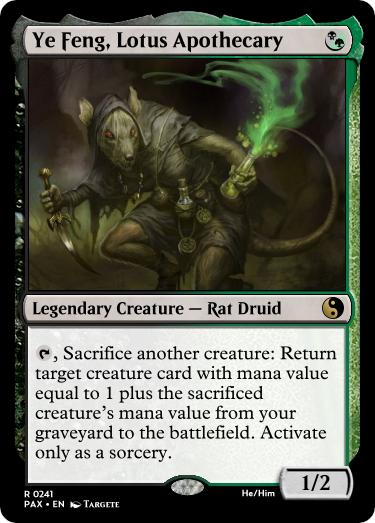 Ye Feng, Lotus Apothecary
Legendary Creature — Rat Druid
, Sacrifice another creature: Return
target creature card with mana value
equal to 1 plus the sacrificed
creature's mana value from your
graveyard to the battlefield. Activate
only as a sorcery.
1/2
R 0241
He/Him
PAX • EN Targete